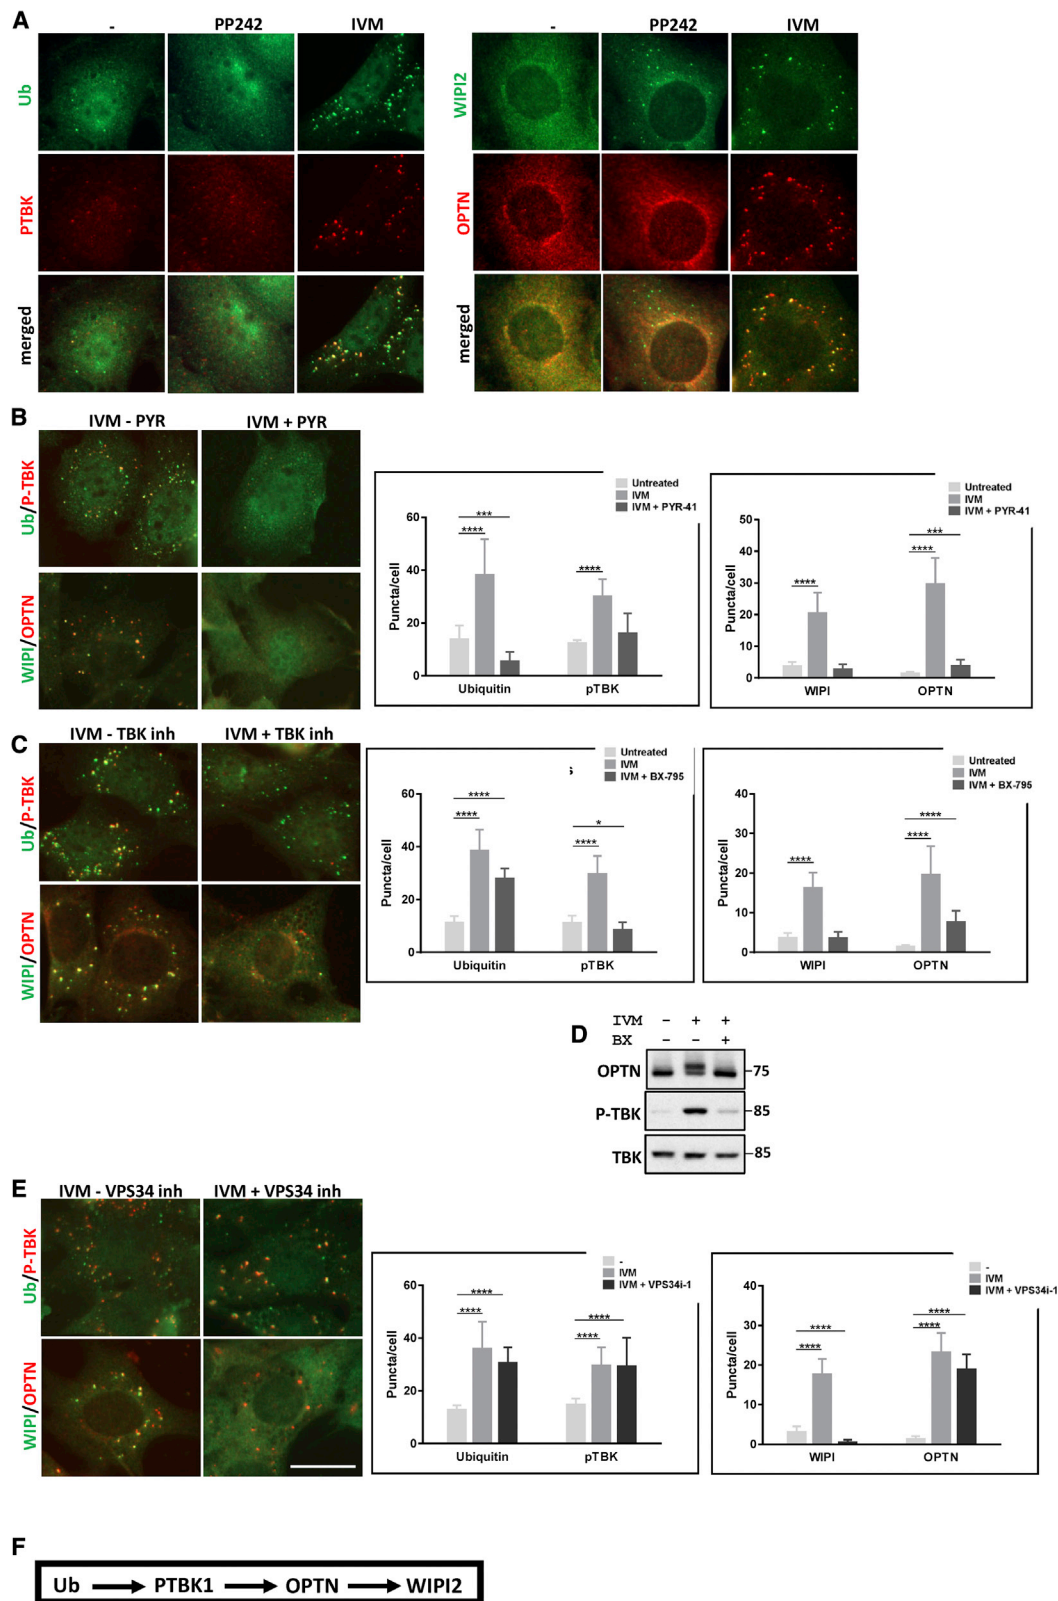 A
- PP242 IVM
- PP242 IVM
Ub
PTBK
merged
WIPI2
OPTN
merged
B
IVM - PYR IVM + PYR
Ub/P-TBK
WIPI/OPTN
Untreated
IVM
IVM + PYR-41
Puncta/cell
60
40
20
0
***
****
****
Ubiquitin pTBK
Untreated
IVM
IVM + PYR-41
Puncta/cell
50
40
30
20
10
0
****
***
****
WIPI OPTN
C
IVM - TBK inh IVM + TBK inh
Ub/P-TBK
WIPI/OPTN
Untreated
IVM
IVM + BX-795
Puncta/cell
60
40
20
0
****
****
*
****
Ubiquitin pTBK
Untreated
IVM
IVM + BX-795
Puncta/cell
40
30
20
10
0
****
****
****
WIPI OPTN
D
IVM - + +
BX - - +
OPTN -75
P-TBK -85
TBK -85
E
IVM - VPS34 inh IVM + VPS34 inh
Ub/P-TBK
WIPI/OPTN
-
IVM
IVM + VPS34i-1
Puncta/cell
60
40
20
0
****
****
****
****
Ubiquitin pTBK
-
IVM
IVM + VPS34i-1
Puncta/cell
40
30
20
10
0
****
****
****
****
WIPI OPTN
F
Ub → PTBK1 → OPTN → WIPI2